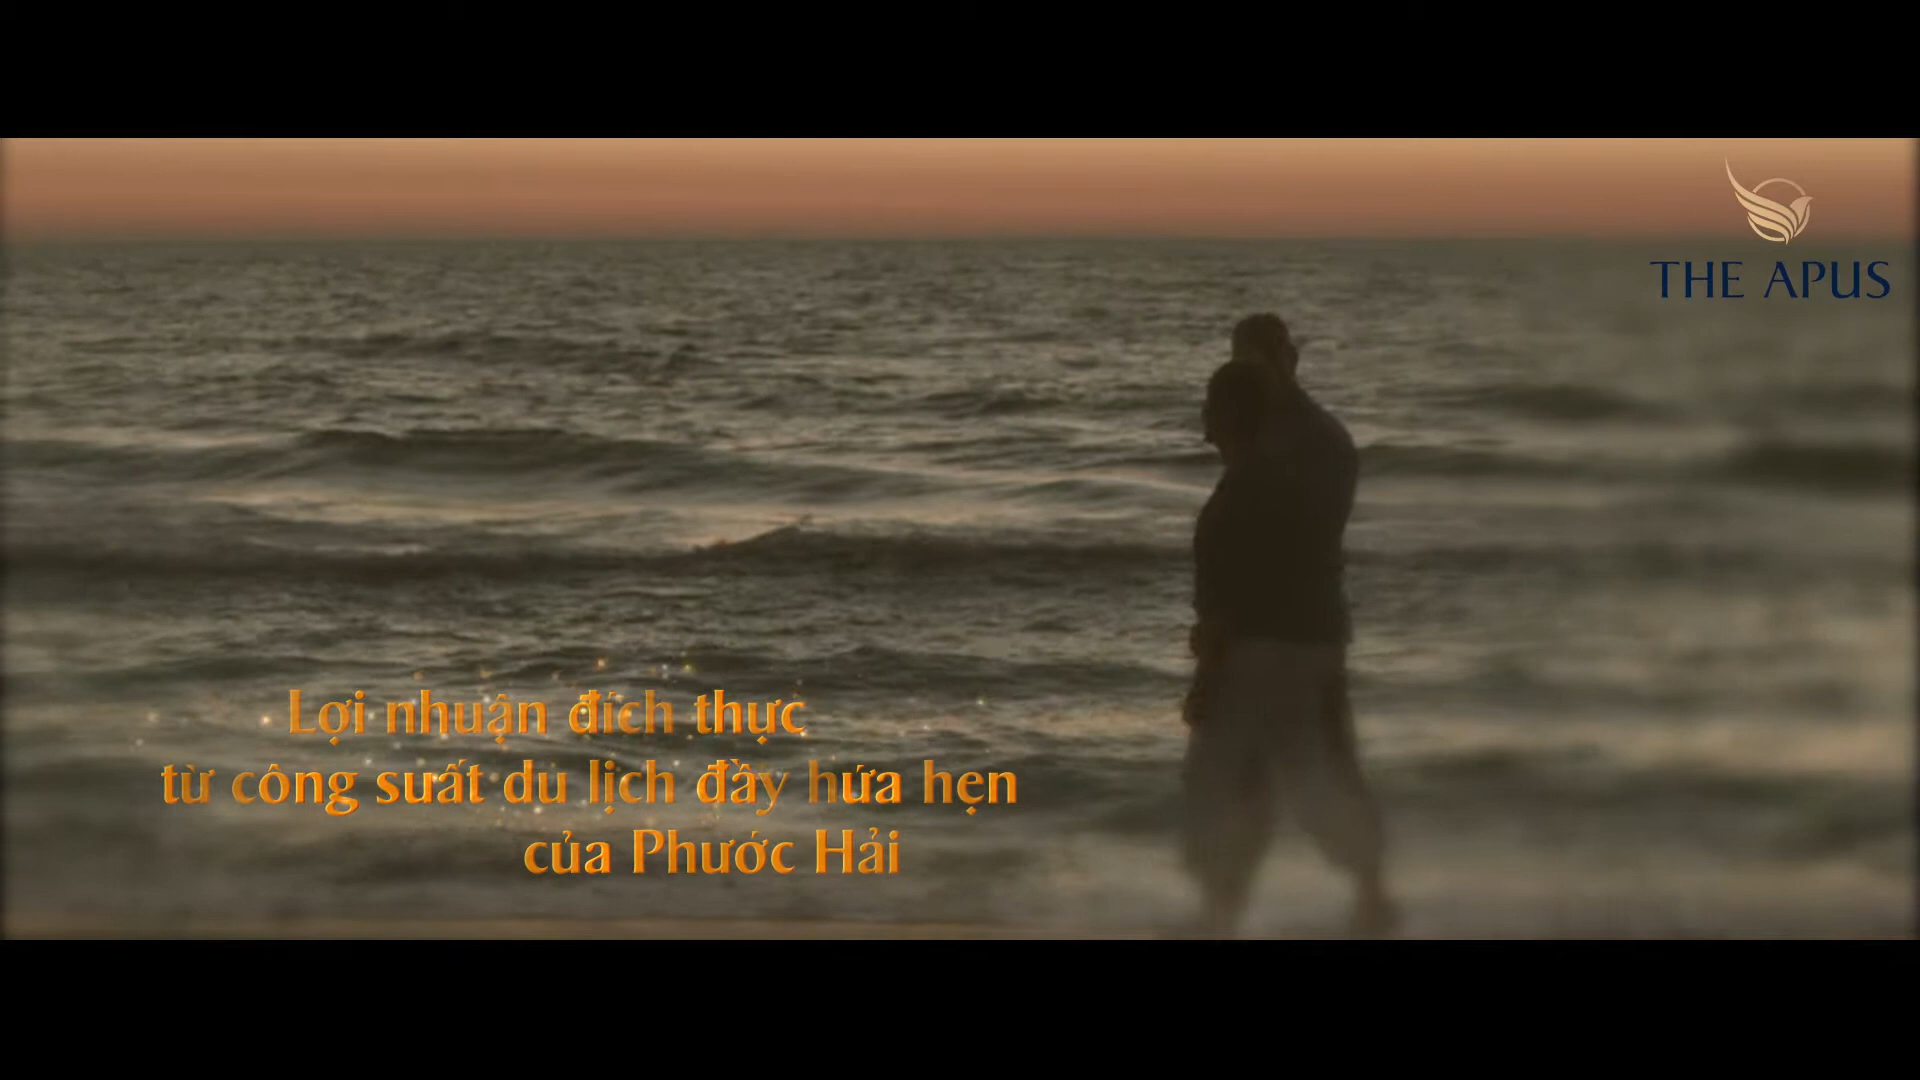 THE APUS
Lợi nhuận đích thực
từ công suất du lịch đầy hứa hẹn
của Phước Hải